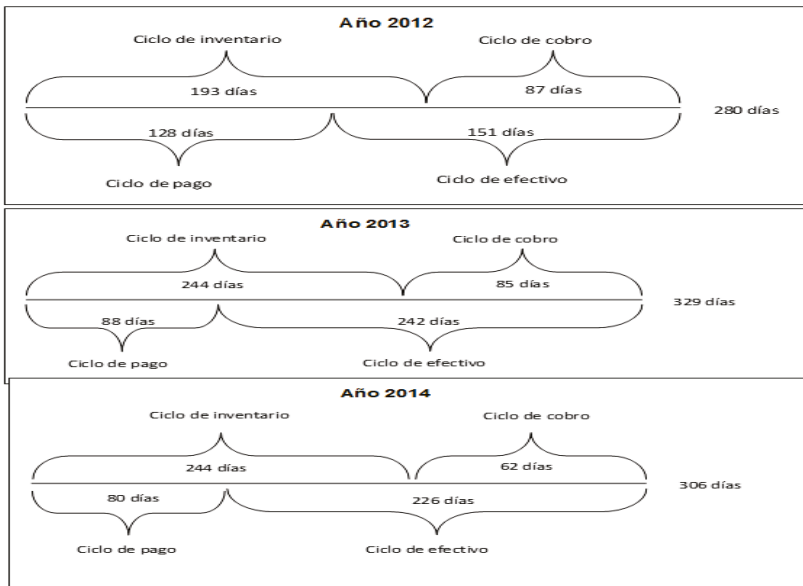 Año 2012
Ciclo de inventario Ciclo de cobro
193 días 87 días
280 días
128 días 151 días
Ciclo de pago Ciclo de efectivo
Año 2013
Ciclo de inventario Ciclo de cobro
244 días 85 días
329 días
88 días 242 días
Ciclo de pago Ciclo de efectivo
Año 2014
Ciclo de inventario Ciclo de cobro
244 días 62 días
306 días
80 días 226 días
Ciclo de pago Ciclo de efectivo